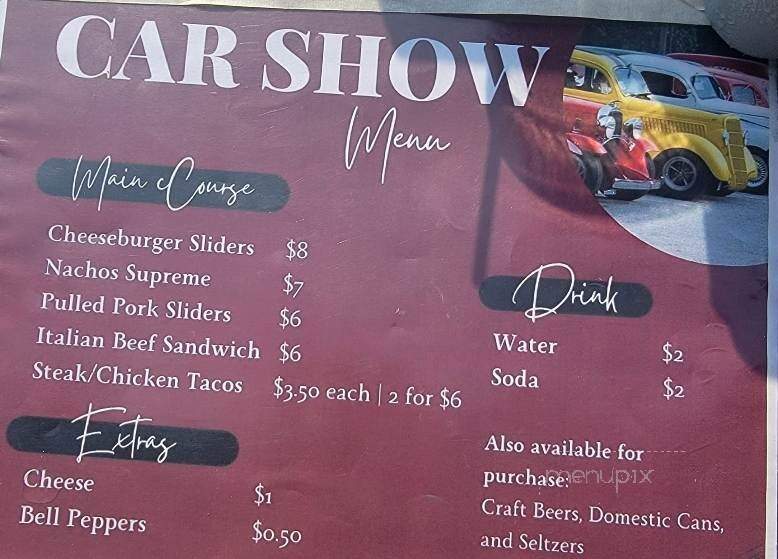 CAR SHOW
Menu
Main Course
Cheeseburger Sliders $8
Nachos Supreme $7
Pulled Pork Sliders $6
Italian Beef Sandwich $6
Steak/Chicken Tacos $3.50 each | 2 for $6
Extras
Cheese $1
Bell Peppers $0.50
Drink
Water $2
Soda $2
Also available for
purchase:
menupix
Craft Beers, Domestic Cans,
and Seltzers